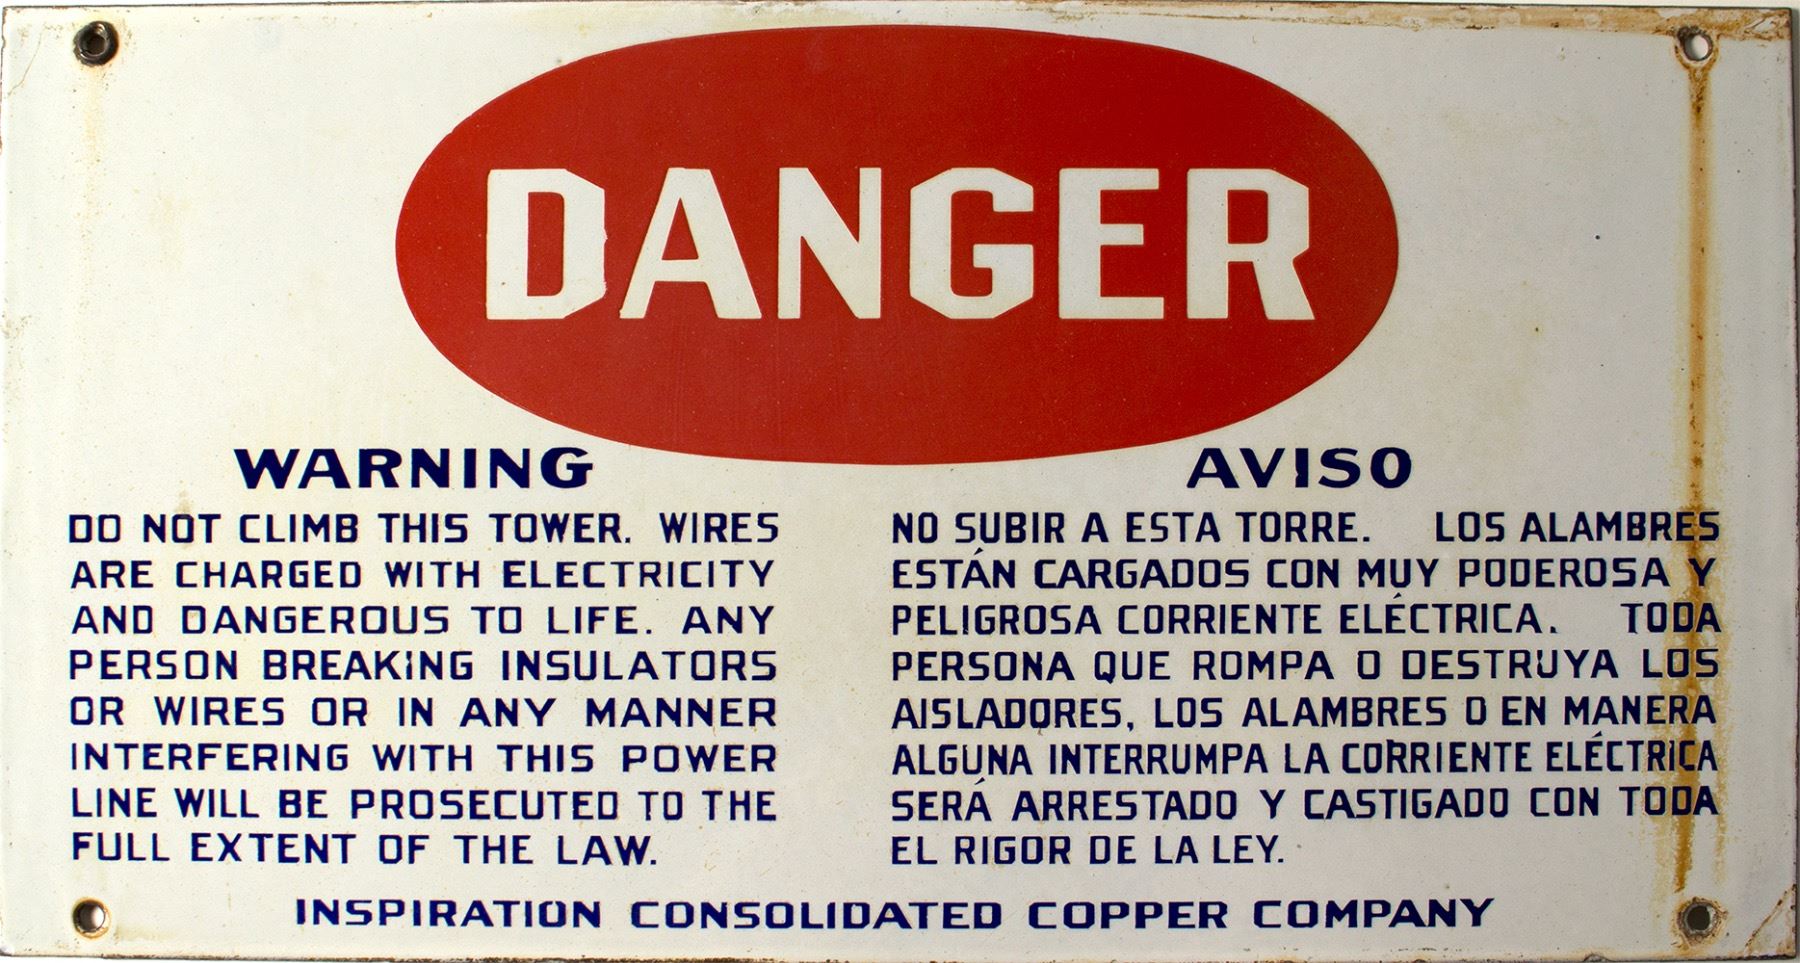 DANGER
WARNING
DO NOT CLIMB THIS TOWER. WIRES
ARE CHARGED WITH ELECTRICITY
AND DANGEROUS TO LIFE. ANY
PERSON BREAKING INSULATORS
OR WIRES OR IN ANY MANNER
INTERFERING WITH THIS POWER
LINE WILL BE PROSECUTED TO THE
FULL EXTENT OF THE LAW.
AVISO
NO SUBIR A ESTA TORRE. LOS ALAMBRES
ESTÁN CARGADOS CON MUY PODEROSA Y
PELIGROSA CORRIENTE ELÉCTRICA. TODA
PERSONA QUE ROMPA O DESTRUYA LOS
AISLADORES, LOS ALAMBRES O EN MANERA
ALGUNA INTERRUMPA LA CORRIENTE ELÉCTRICA
SERÁ ARRESTADO Y CASTIGADO CON TODA
EL RIGOR DE LA LEY.
INSPIRATION CONSOLIDATED COPPER COMPANY